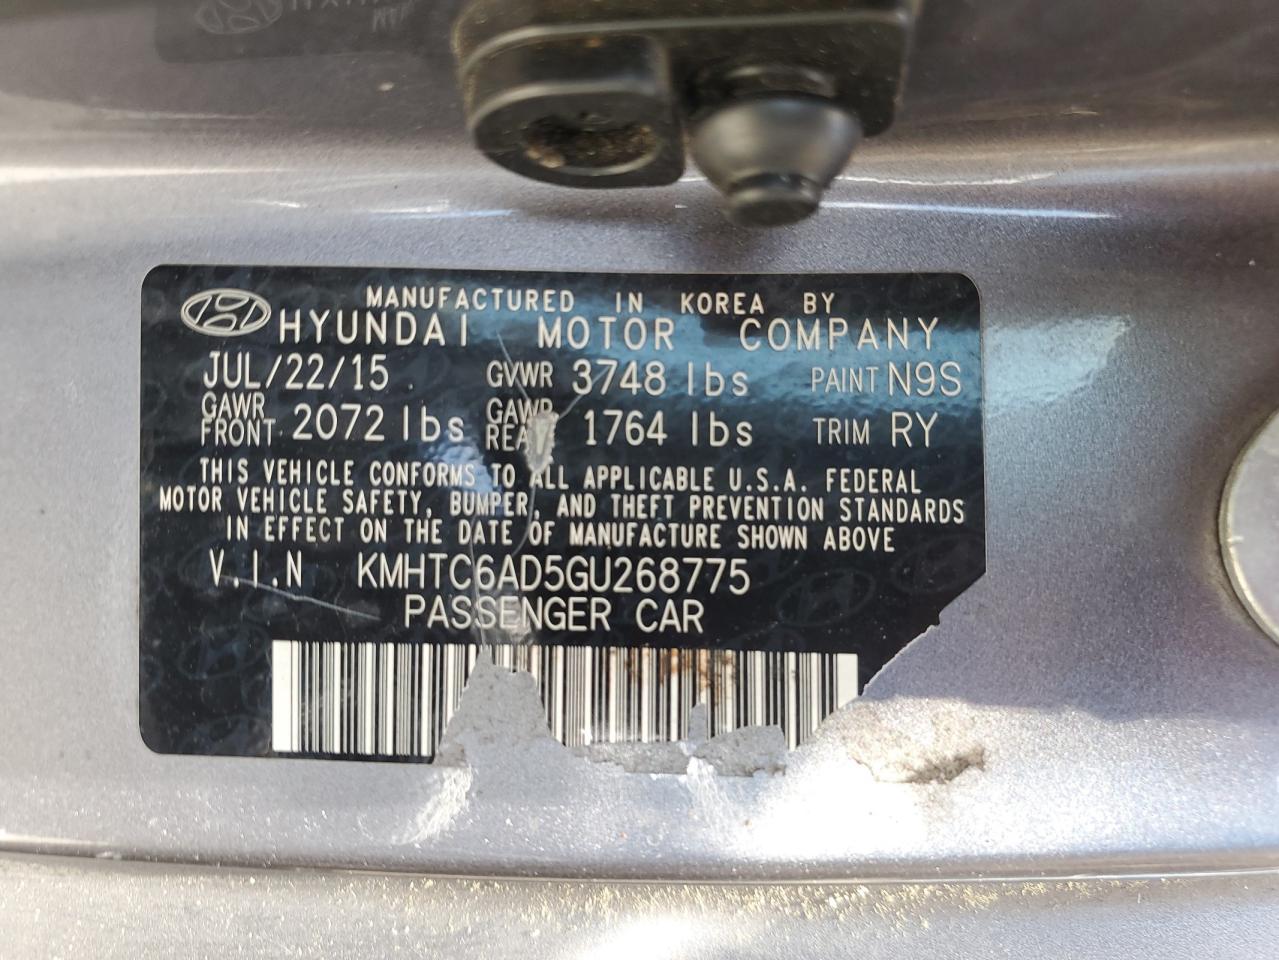 MANUFACTURED IN KOREA BY
HYUNDAI MOTOR COMPANY
JUL/22/15 GVWR 3748 lbs PAINT N9S
GAWR FRONT 2072 lbs GAWR REAR 1764 lbs TRIM RY
THIS VEHICLE CONFORMS TO ALL APPLICABLE U.S.A. FEDERAL
MOTOR VEHICLE SAFETY, BUMPER, AND THEFT PREVENTION STANDARDS
IN EFFECT ON THE DATE OF MANUFACTURE SHOWN ABOVE
V.I.N KMHTC6AD5GU268775
PASSENGER CAR